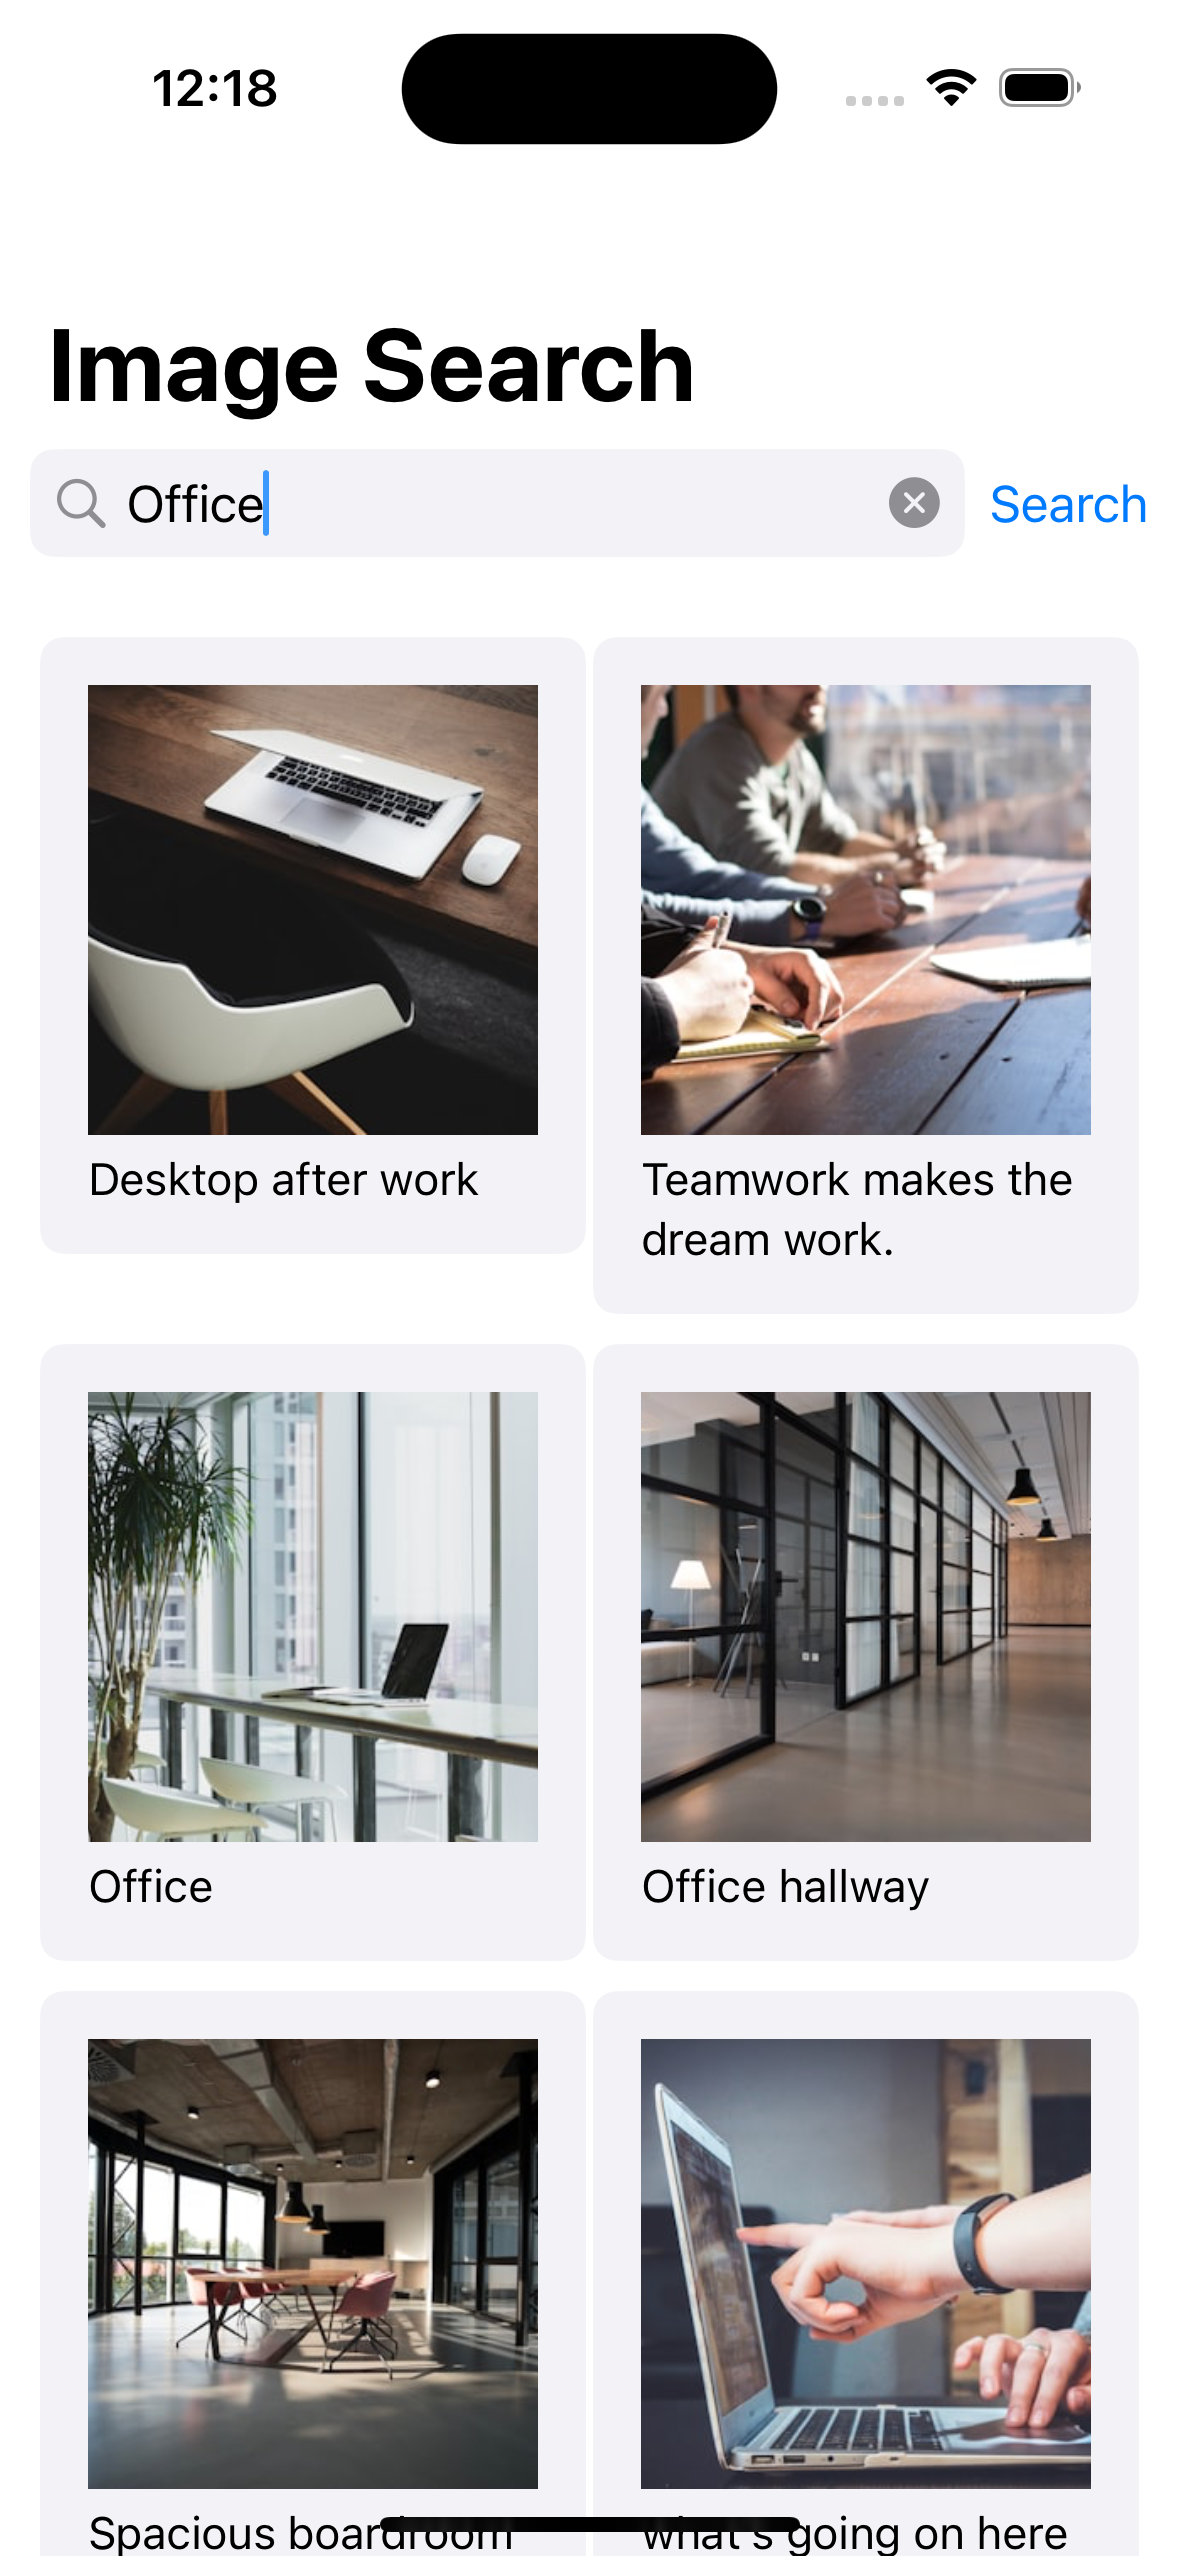 12:18
Image Search
Office
Search
Desktop after work
Teamwork makes the
dream work.
Office
Office hallway
Spacious boardroom
what's going on here